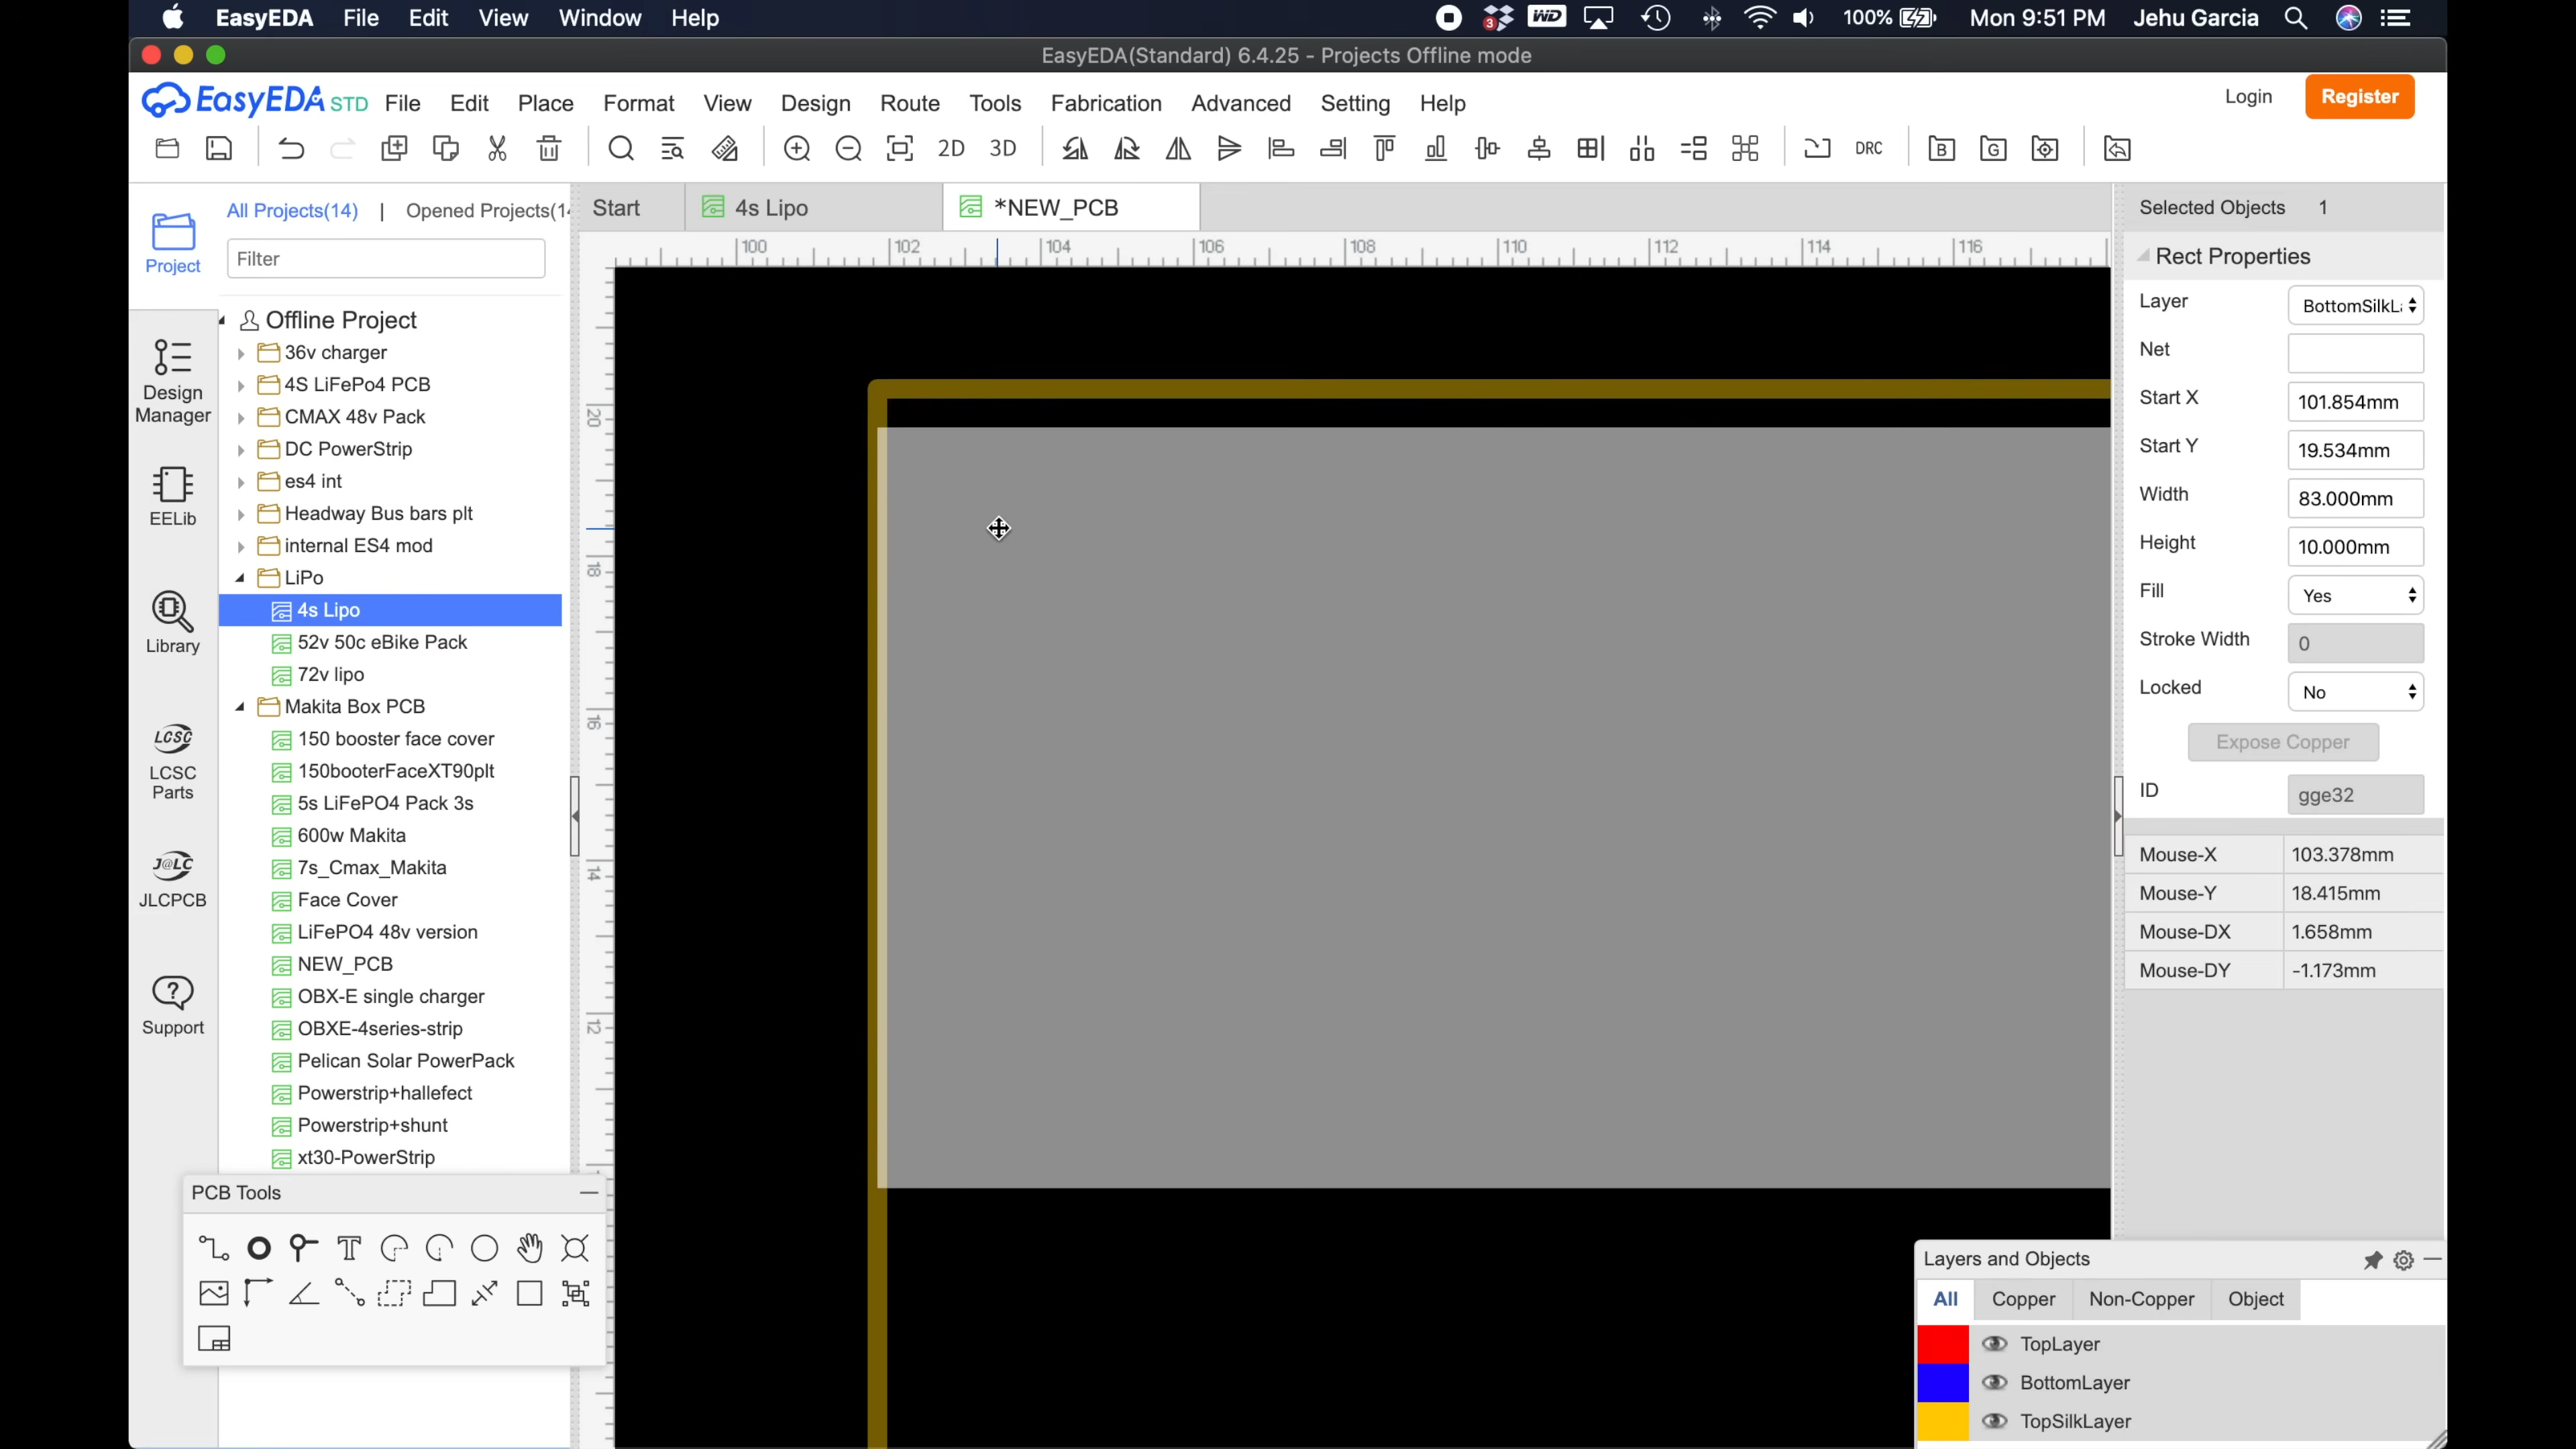 EasyEDA File Edit View Window Help
3 WD 100% Mon 9:51 PM Jehu Garcia
EasyEDA(Standard) 6.4.25 - Projects Offline mode
EasyEDA STD File Edit Place Format View Design Route Tools Fabrication Advanced Setting Help Login Register
2D 3D DRC B G
Project
Design Manager
EELib
Library
LCSC
LCSC Parts
J@LC
JLCPCB
Support
All Projects(14) | Opened Projects(14
Filter
Offline Project
36v charger
4S LiFePo4 PCB
CMAX 48v Pack
DC PowerStrip
es4 int
Headway Bus bars plt
internal ES4 mod
LiPo
4s Lipo
52v 50c eBike Pack
72v lipo
Makita Box PCB
150 booster face cover
150booterFaceXT90plt
5s LiFePO4 Pack 3s
600w Makita
7s_Cmax_Makita
Face Cover
LiFePO4 48v version
NEW_PCB
OBX-E single charger
OBXE-4series-strip
Pelican Solar PowerPack
Powerstrip+hallefect
Powerstrip+shunt
xt30-PowerStrip
PCB Tools
Start 4s Lipo *NEW_PCB
100 102 104 106 108 110 112 114 116
20
18
16
14
12
Selected Objects 1
Rect Properties
Layer BottomSilkL
Net
Start X 101.854mm
Start Y 19.534mm
Width 83.000mm
Height 10.000mm
Fill Yes
Stroke Width 0
Locked No
Expose Copper
ID gge32
Mouse-X 103.378mm
Mouse-Y 18.415mm
Mouse-DX 1.658mm
Mouse-DY -1.173mm
Layers and Objects
All Copper Non-Copper Object
TopLayer
BottomLayer
TopSilkLayer